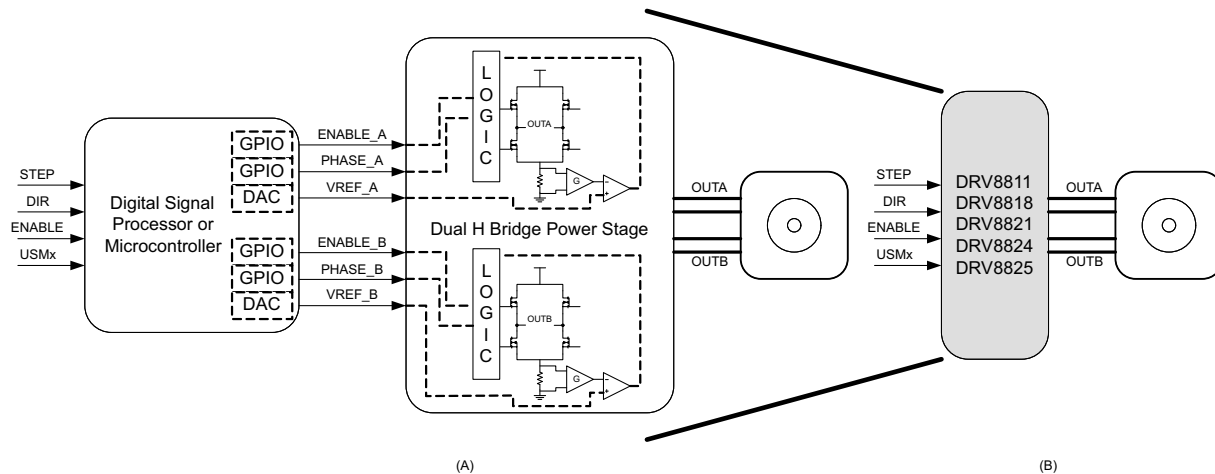 STEP
DIR
ENABLE
USMx
Digital Signal
Processor or
Microcontroller
GPIO
GPIO
DAC
GPIO
GPIO
DAC
ENABLE_A
PHASE_A
VREF_A
ENABLE_B
PHASE_B
VREF_B
L
O
G
I
C
OUTA
G
−
+
Dual H Bridge Power Stage
L
O
G
I
C
OUTB
G
−
+
OUTA
OUTB
STEP
DIR
ENABLE
USMx
DRV8811
DRV8818
DRV8821
DRV8824
DRV8825
OUTA
OUTB
(A)
(B)